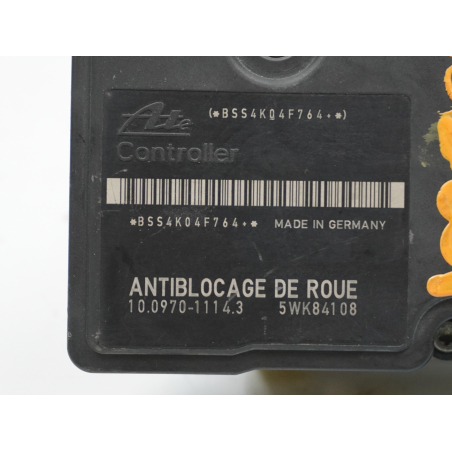 (*BSS4K04F764+*)
Ate
Controller
*BSS4K04F764+* MADE IN GERMANY
ANTIBLOCAGE DE ROUE
10.0970-1114.3 5WK84108